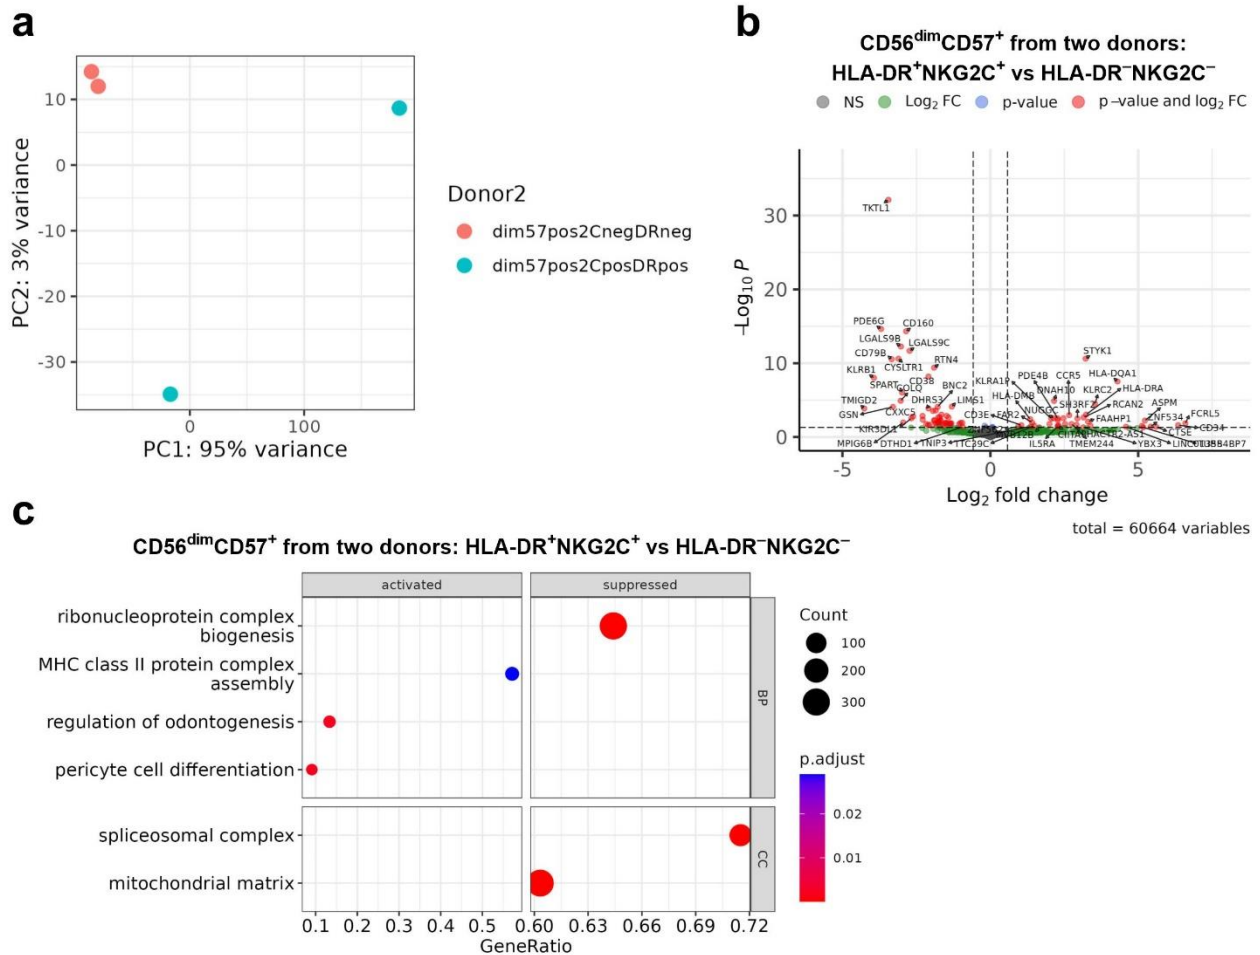 a
10
0
-10
-20
-30
PC2: 3% variance
0
100
PC1: 95% variance
Donor2
dim57pos2CnegDRneg
dim57pos2CposDRpos
b
CD56dimCD57+ from two donors:
HLA-DR+NKG2C+ vs HLA-DR−NKG2C−
NS
Log2 FC
p-value
p−value and log2 FC
−Log10 P
30
20
10
0
TKTL1
PDE6G
CD160
LGALS9B
LGALS9C
CD79B
CYSLTR1
RTN4
KLRB1
CD38
SPART
COLQ
BNC2
TMIGD2
DHRS3
LIMS1
GSN
CXXC5
KIR3DL1
CD3E
FAR2
MPIG6B
DTHD1
TNIP3
TTC39C
STYK1
KLRA1P
PDE4B
CCR5
HLA-DQA1
DNAH10
KLRC2
HLA-DRA
HLA-DMB
SH3RF2
RCAN2
ASPM
FAAHP1
ZNF534
FCRL5
CD34
CTSE
IL5RA
TMEM244
YBX3
-5
0
5
Log2 fold change
total = 60664 variables
c
CD56dimCD57+ from two donors: HLA-DR+NKG2C+ vs HLA-DR−NKG2C−
activated
suppressed
ribonucleoprotein complex
biogenesis
MHC class II protein complex
assembly
regulation of odontogenesis
pericyte cell differentiation
BP
spliceosomal complex
mitochondrial matrix
CC
0.1
0.2
0.3
0.4
0.5
0.60
0.63
0.66
0.69
0.72
GeneRatio
Count
100
200
300
p.adjust
0.02
0.01